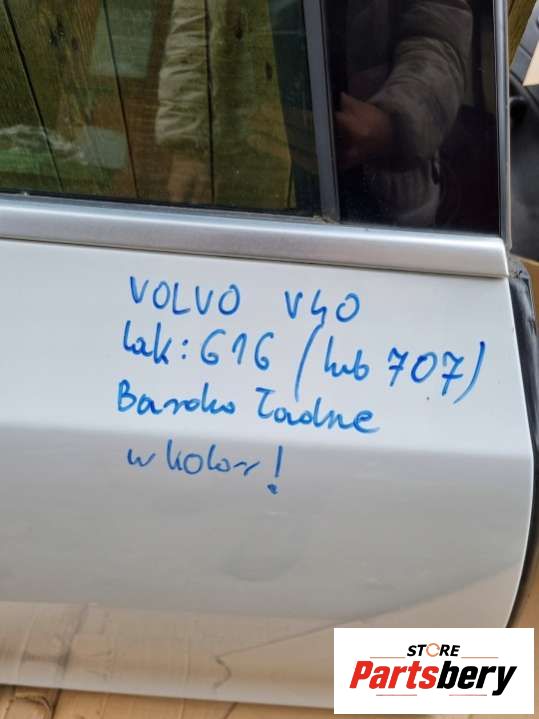 VOLVO V40
lak: 616 (lub 707)
Bardzo Ładne
w kolor!
STORE
Partsbery